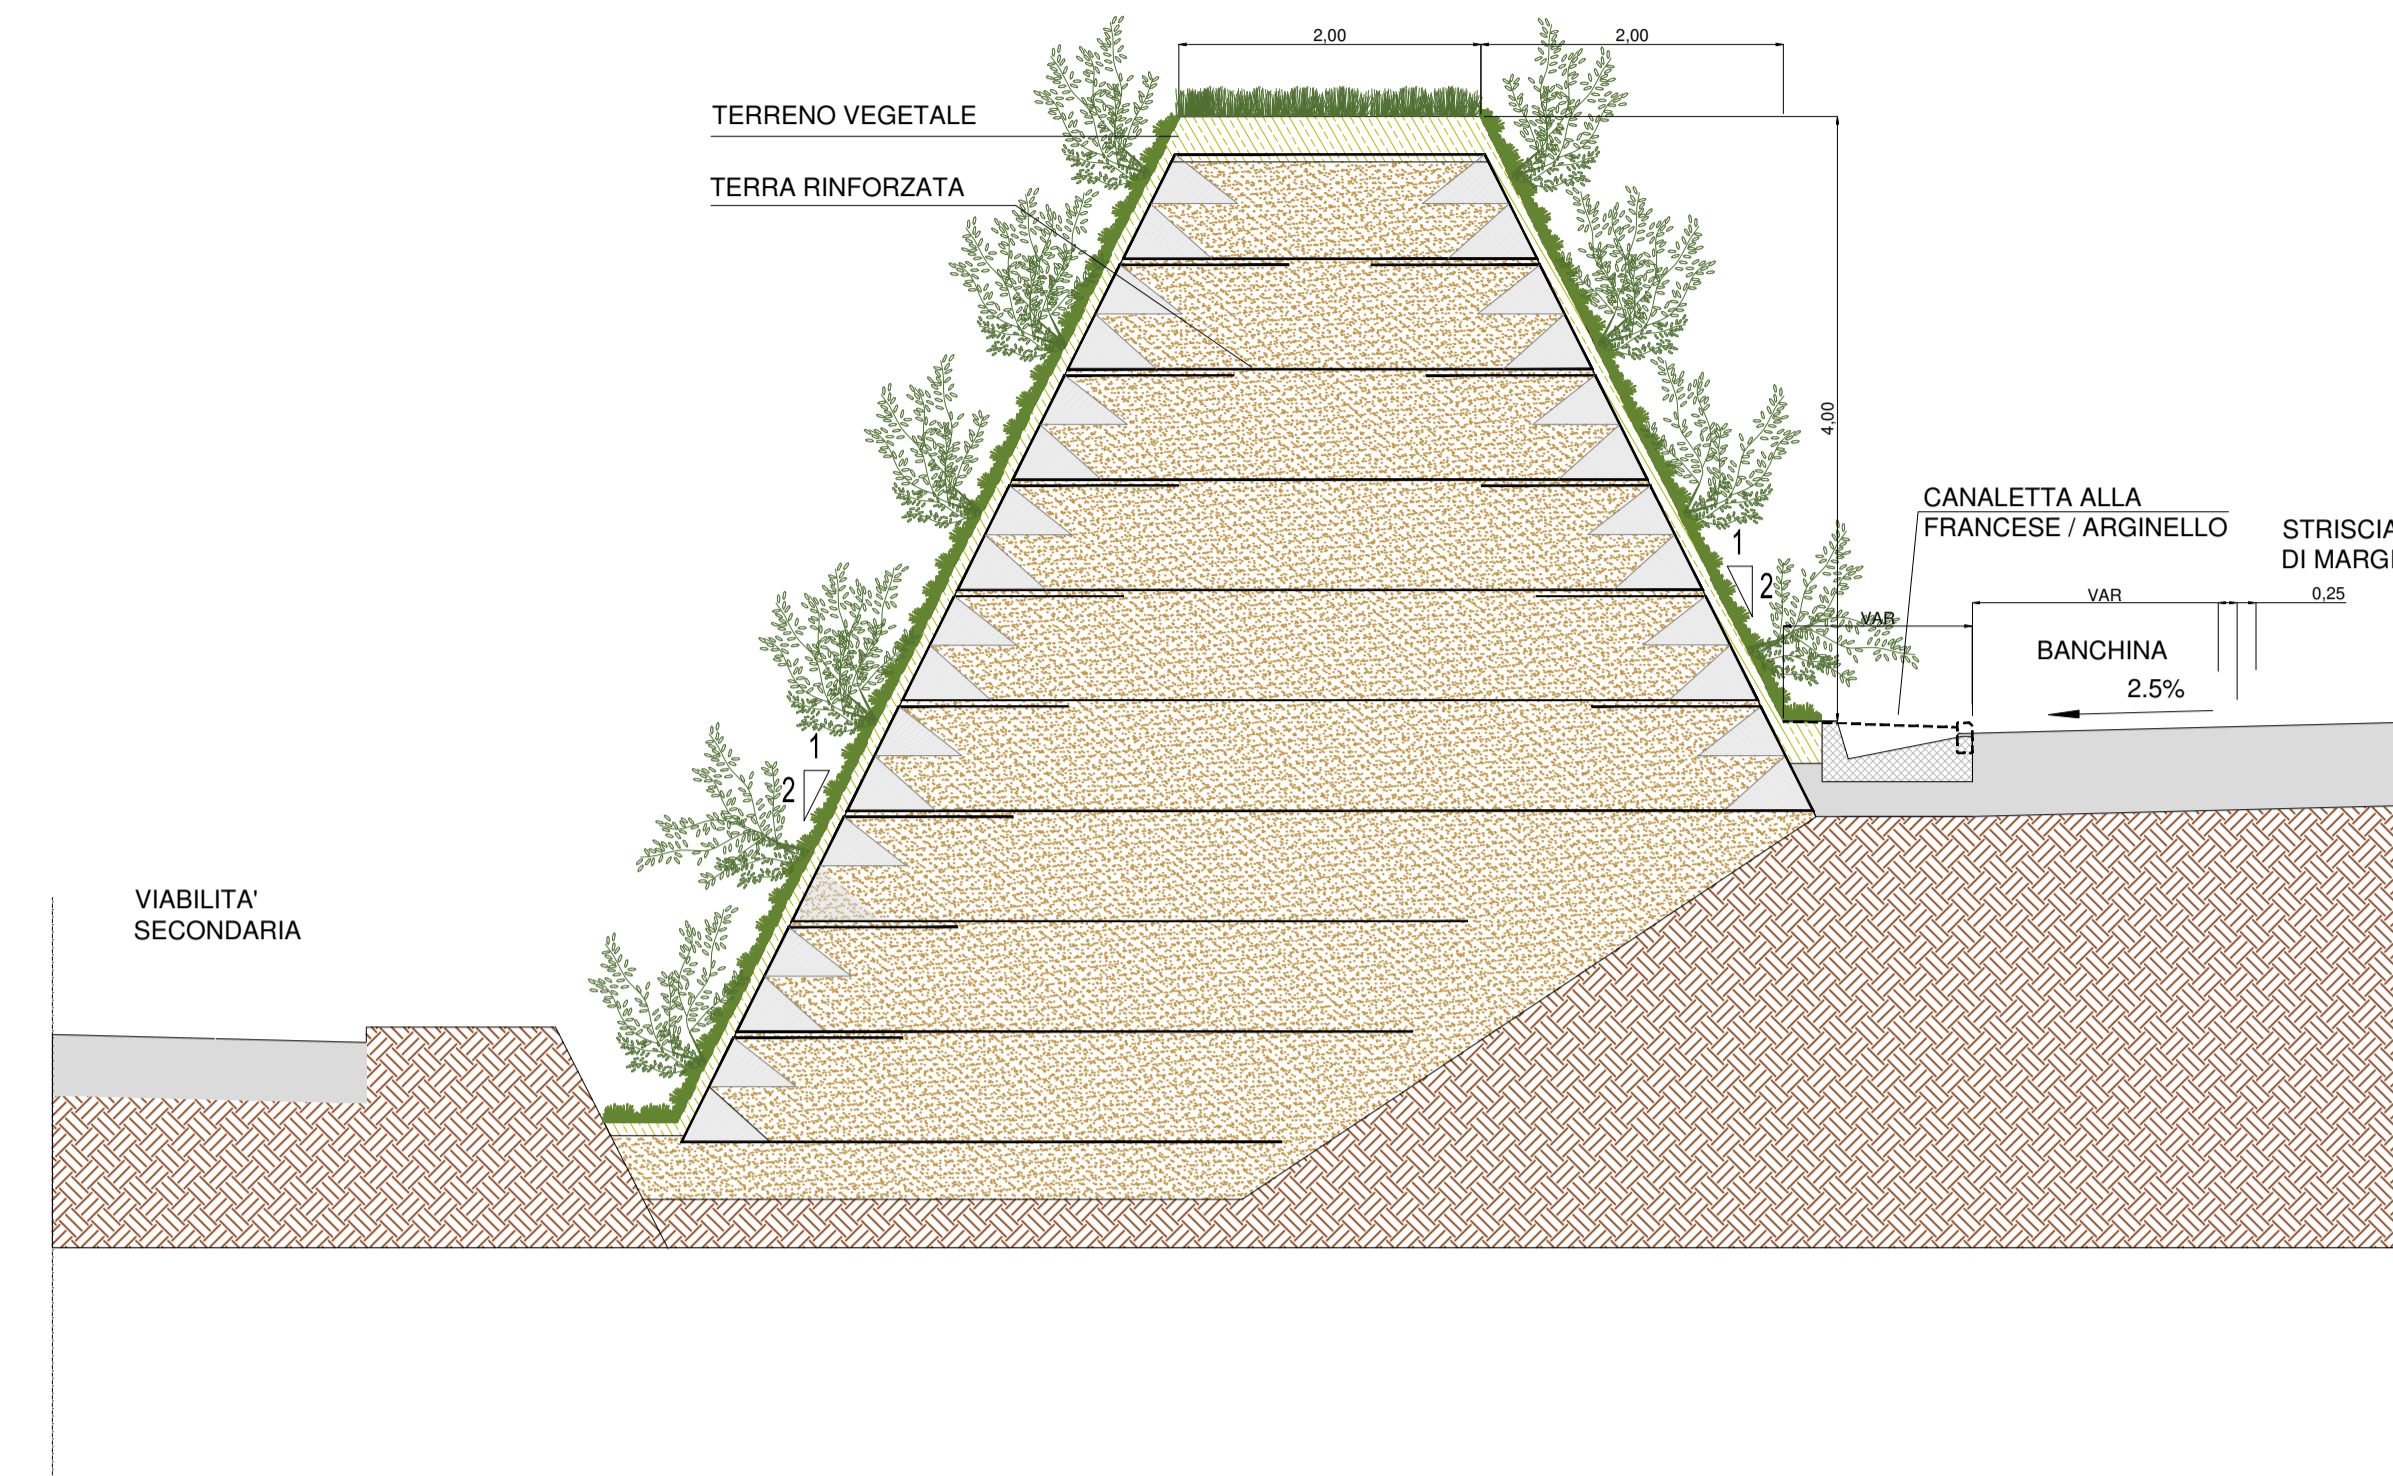 2,00
2,00
TERRENO VEGETALE
TERRA RINFORZATA
4,00
CANALETTA ALLA
FRANCESE / ARGINELLO
STRISCIA
DI MARGI
1
2
VAR
VAR
0,25
BANCHINA
2.5%
1
2
VIABILITA'
SECONDARIA